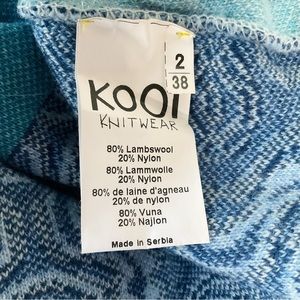 2
38
KOOI
KNITWEAR
80% Lambswool
20% Nylon
80% Lammwolle
20% Nylon
80% de laine d'agneau
20% de nylon
80% Vuna
20% Najlon
Made in Serbia